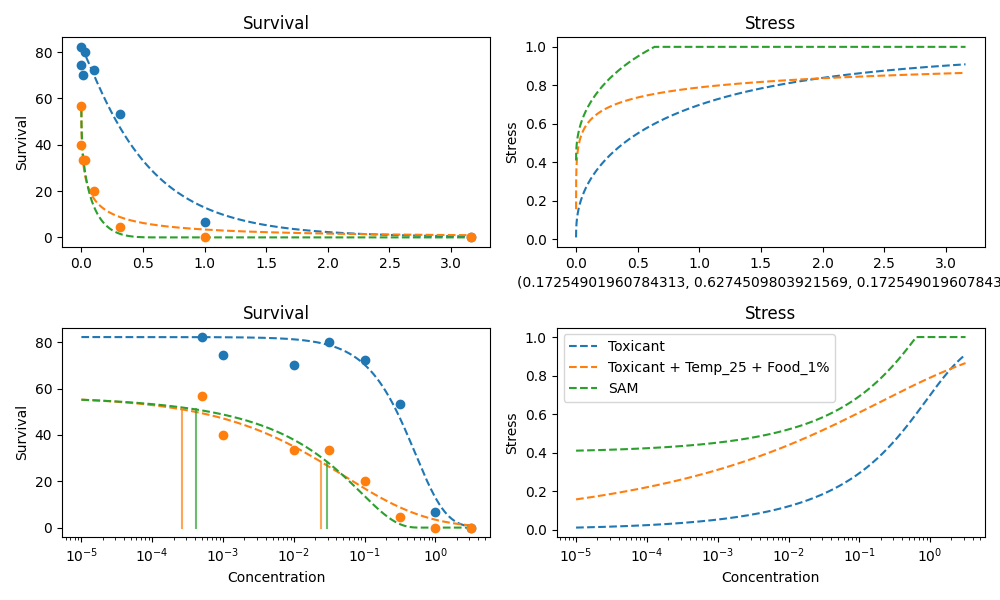 Survival
Survival
80
60
40
20
0
0.0 0.5 1.0 1.5 2.0 2.5 3.0
Stress
Stress
1.0
0.8
0.6
0.4
0.2
0.0
0.0 0.5 1.0 1.5 2.0 2.5 3.0
(0.17254901960784313, 0.6274509803921569, 0.172549019607843
Survival
Survival
80
60
40
20
0
10⁻⁵ 10⁻⁴ 10⁻³ 10⁻² 10⁻¹ 10⁰
Concentration
Stress
Stress
1.0
0.8
0.6
0.4
0.2
0.0
Toxicant
Toxicant + Temp_25 + Food_1%
SAM
10⁻⁵ 10⁻⁴ 10⁻³ 10⁻² 10⁻¹ 10⁰
Concentration